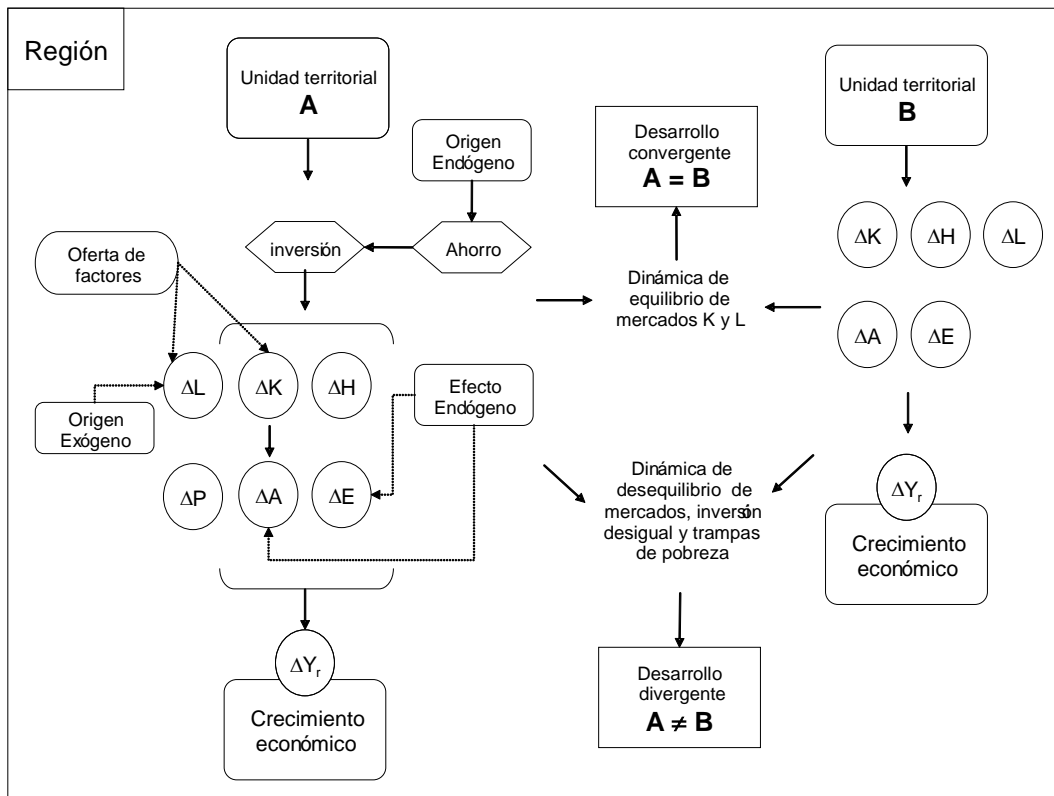 Región
Unidad territorial
A
Origen
Endógeno
inversión
Ahorro
Oferta de
factores
ΔL
ΔK
ΔH
Origen
Exógeno
Efecto
Endógeno
ΔP
ΔA
ΔE
ΔYr
Crecimiento
económico
Desarrollo
convergente
A = B
Dinámica de
equilibrio de
mercados K y L
Dinámica de
desequilibrio de
mercados, inversión
desigual y trampas
de pobreza
Desarrollo
divergente
A ≠ B
Unidad territorial
B
ΔK
ΔH
ΔL
ΔA
ΔE
ΔYr
Crecimiento
económico